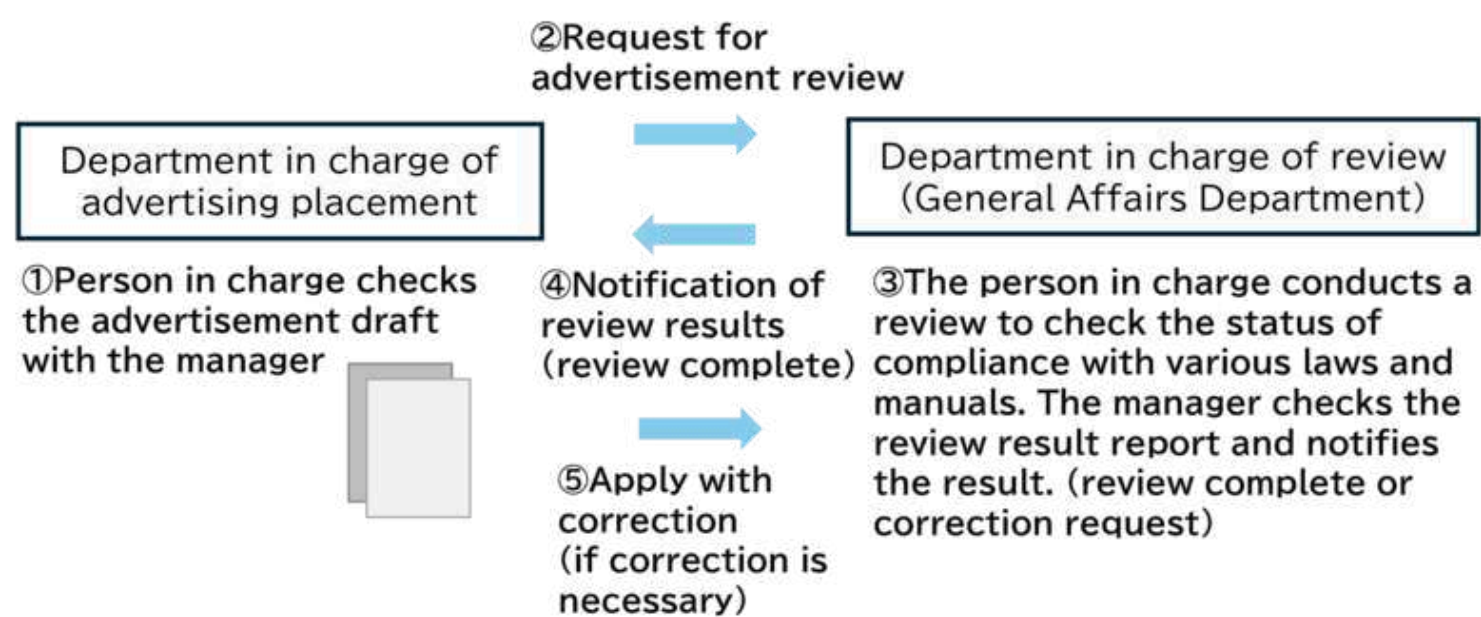 ②Request for
advertisement review
Department in charge of
advertising placement
Department in charge of review
(General Affairs Department)
①Person in charge checks
the advertisement draft
with the manager
④Notification of
review results
(review complete)
③The person in charge conducts a
review to check the status of
compliance with various laws and
manuals. The manager checks the
review result report and notifies
the result. (review complete or
correction request)
⑤Apply with
correction
(if correction is
necessary)